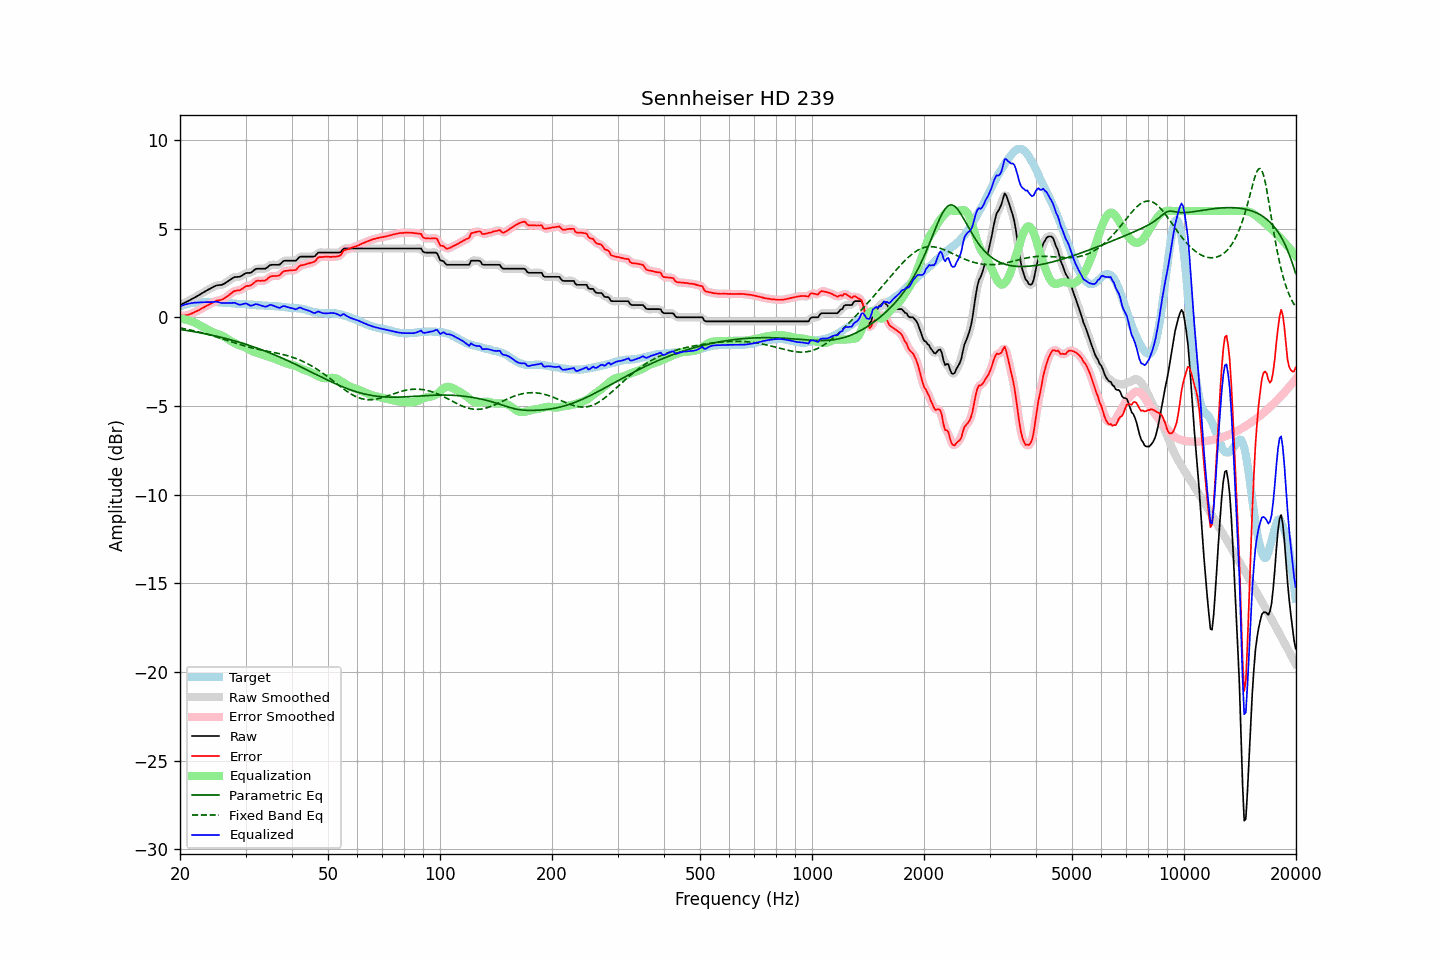 Sennheiser HD 239
Amplitude (dBr)
10
5
0
−5
−10
−15
−20
−25
−30
Target
Raw Smoothed
Error Smoothed
Raw
Error
Equalization
Parametric Eq
Fixed Band Eq
Equalized
20 50 100 200 500 1000 2000 5000 10000 20000
Frequency (Hz)